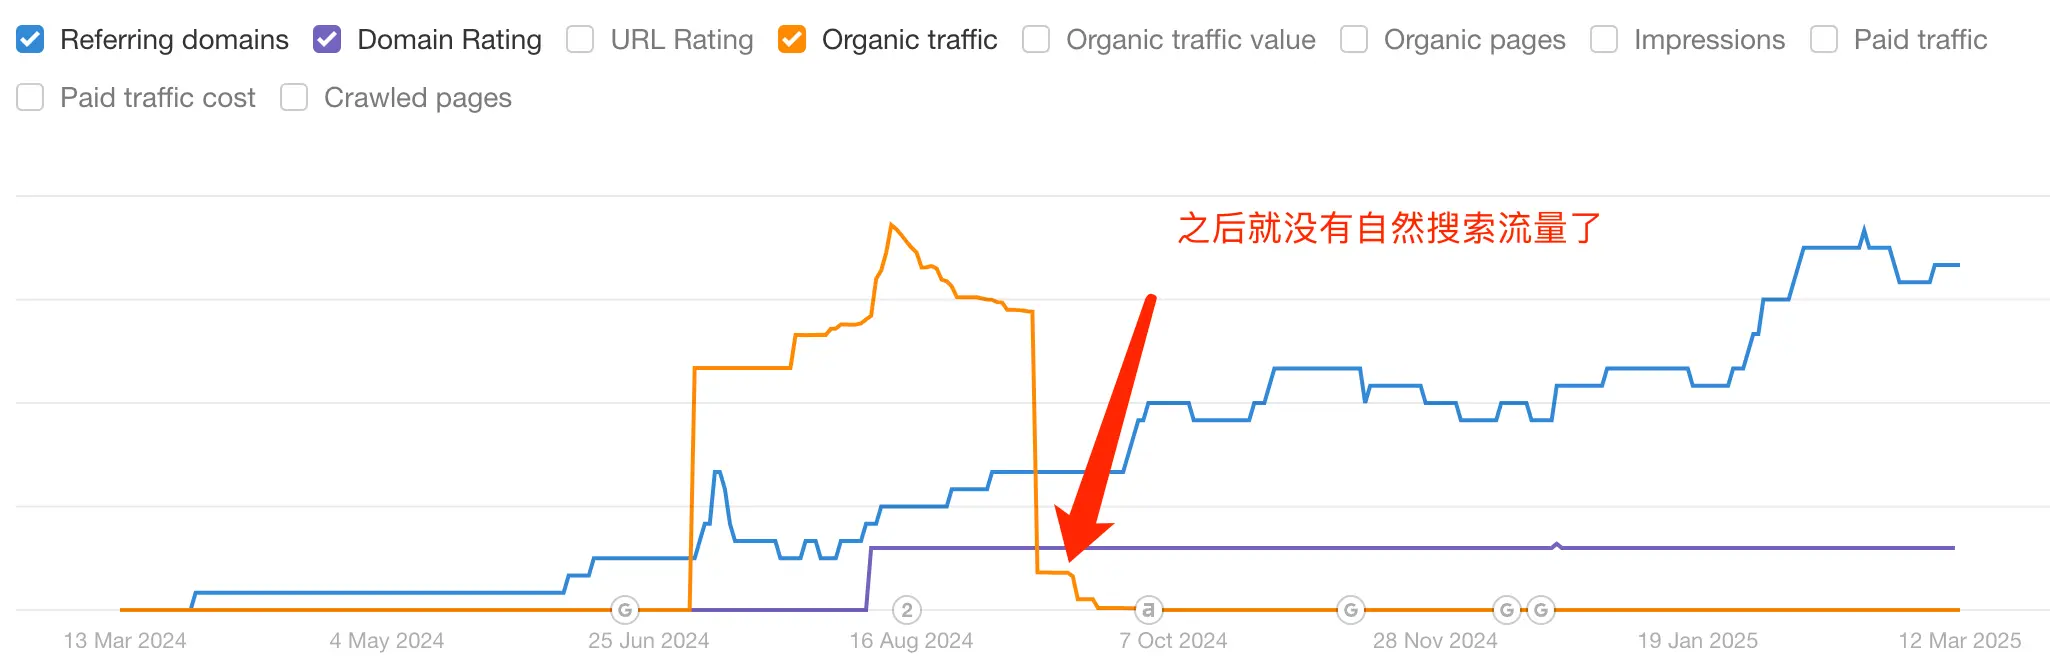 Referring domains Domain Rating URL Rating Organic traffic Organic traffic value Organic pages Impressions Paid traffic
Paid traffic cost Crawled pages
之后就没有自然搜索流量了
G 2 a G G G
13 Mar 2024 4 May 2024 25 Jun 2024 16 Aug 2024 7 Oct 2024 28 Nov 2024 19 Jan 2025 12 Mar 2025